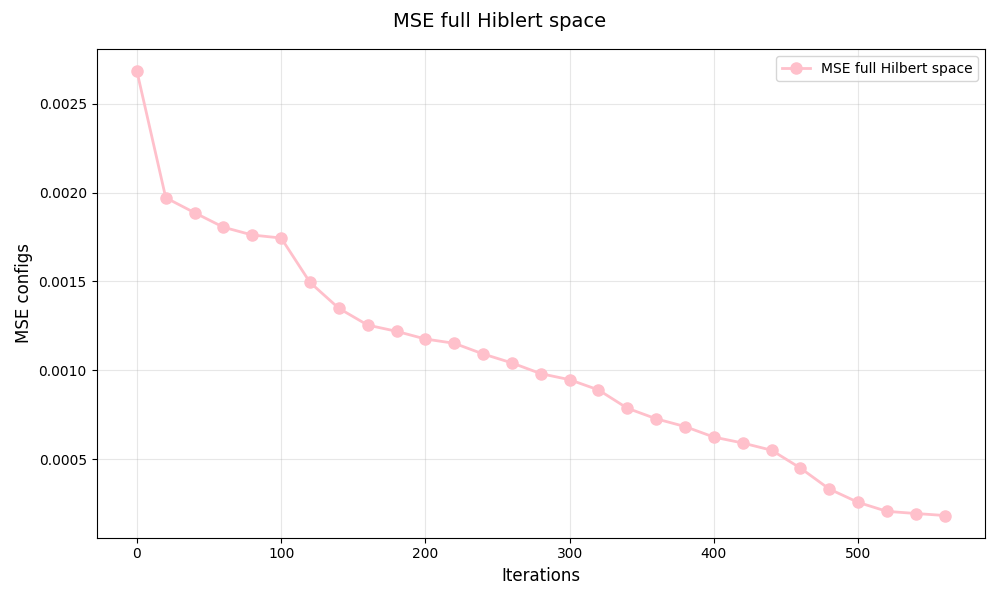 MSE full Hiblert space
MSE full Hilbert space
MSE configs
0.0025
0.0020
0.0015
0.0010
0.0005
0 100 200 300 400 500
Iterations